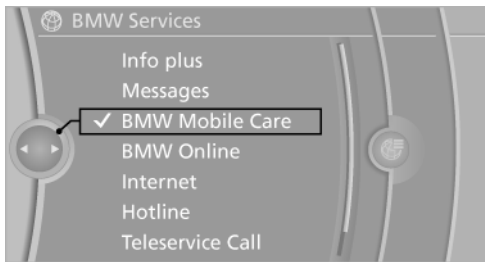 BMW Services
Info plus
Messages
BMW Mobile Care
BMW Online
Internet
Hotline
Teleservice Call